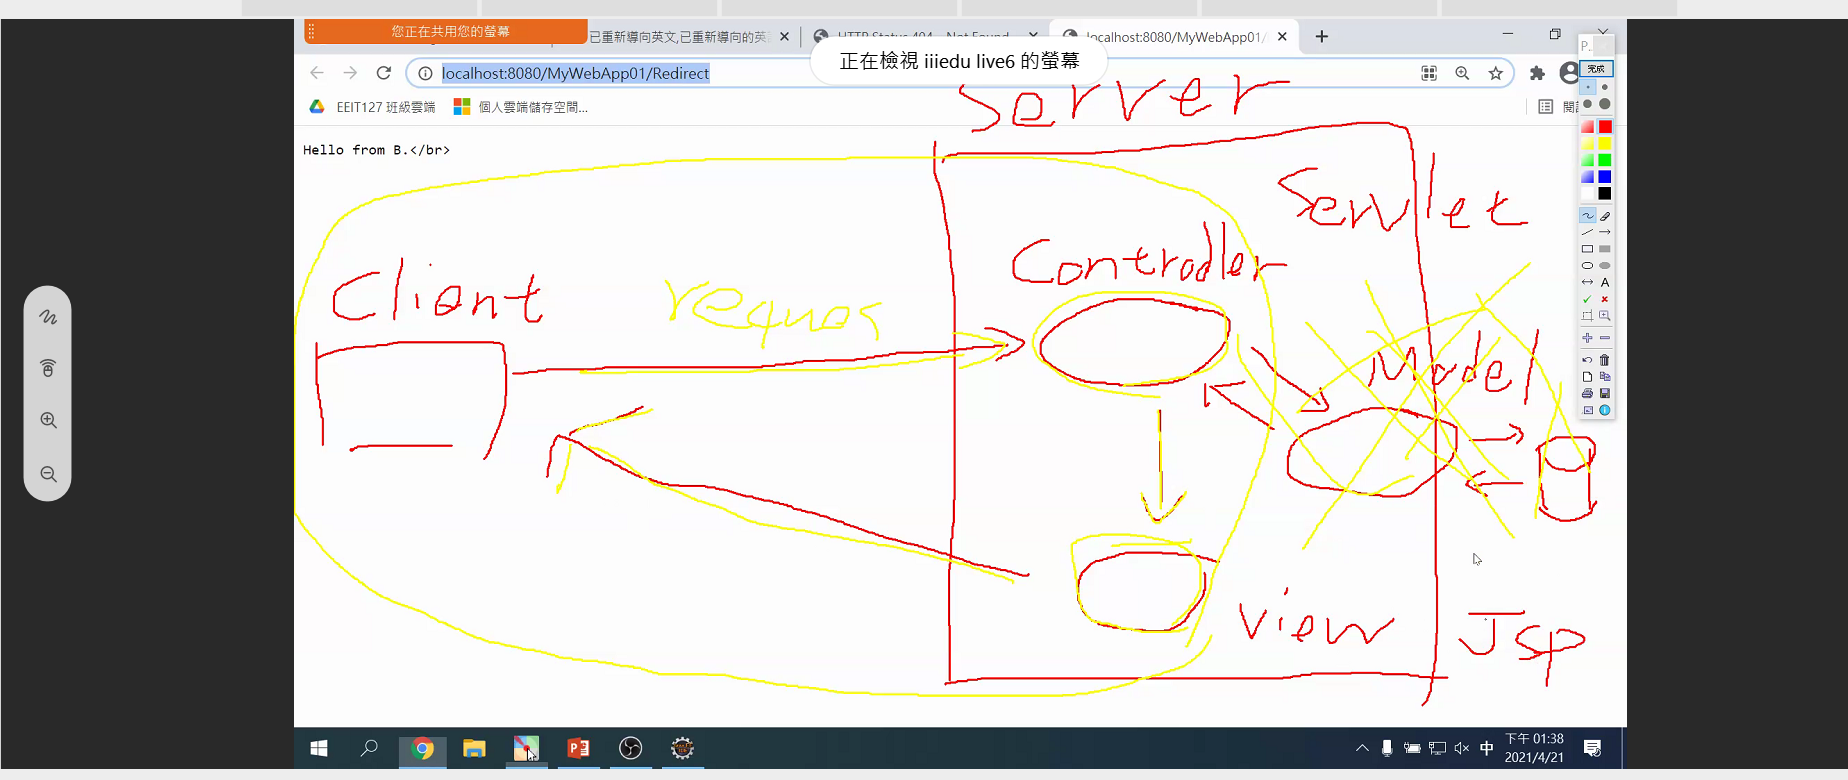 您正在共用您的螢幕
已重新導向英文,已重新導向的英
HTTP Status 404 – Not Found
localhost:8080/MyWebApp01/
正在檢視 iiiedu live6 的螢幕
P..
完成
localhost:8080/MyWebApp01/Redirect
EEIT127 班級雲端
個人雲端儲存空間...
Hello from B.</br>
Server
Servlet
Controller
Client
reques
Model
view
Jsp
中
下午 01:38
2021/4/21